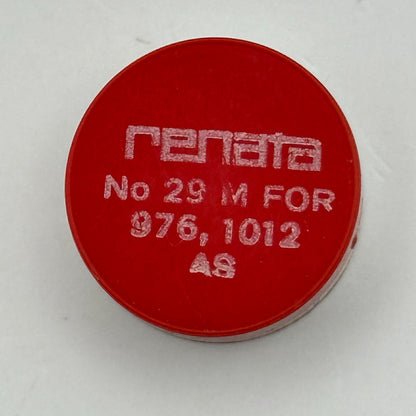 renata
No 29 M FOR
976, 1012
AS